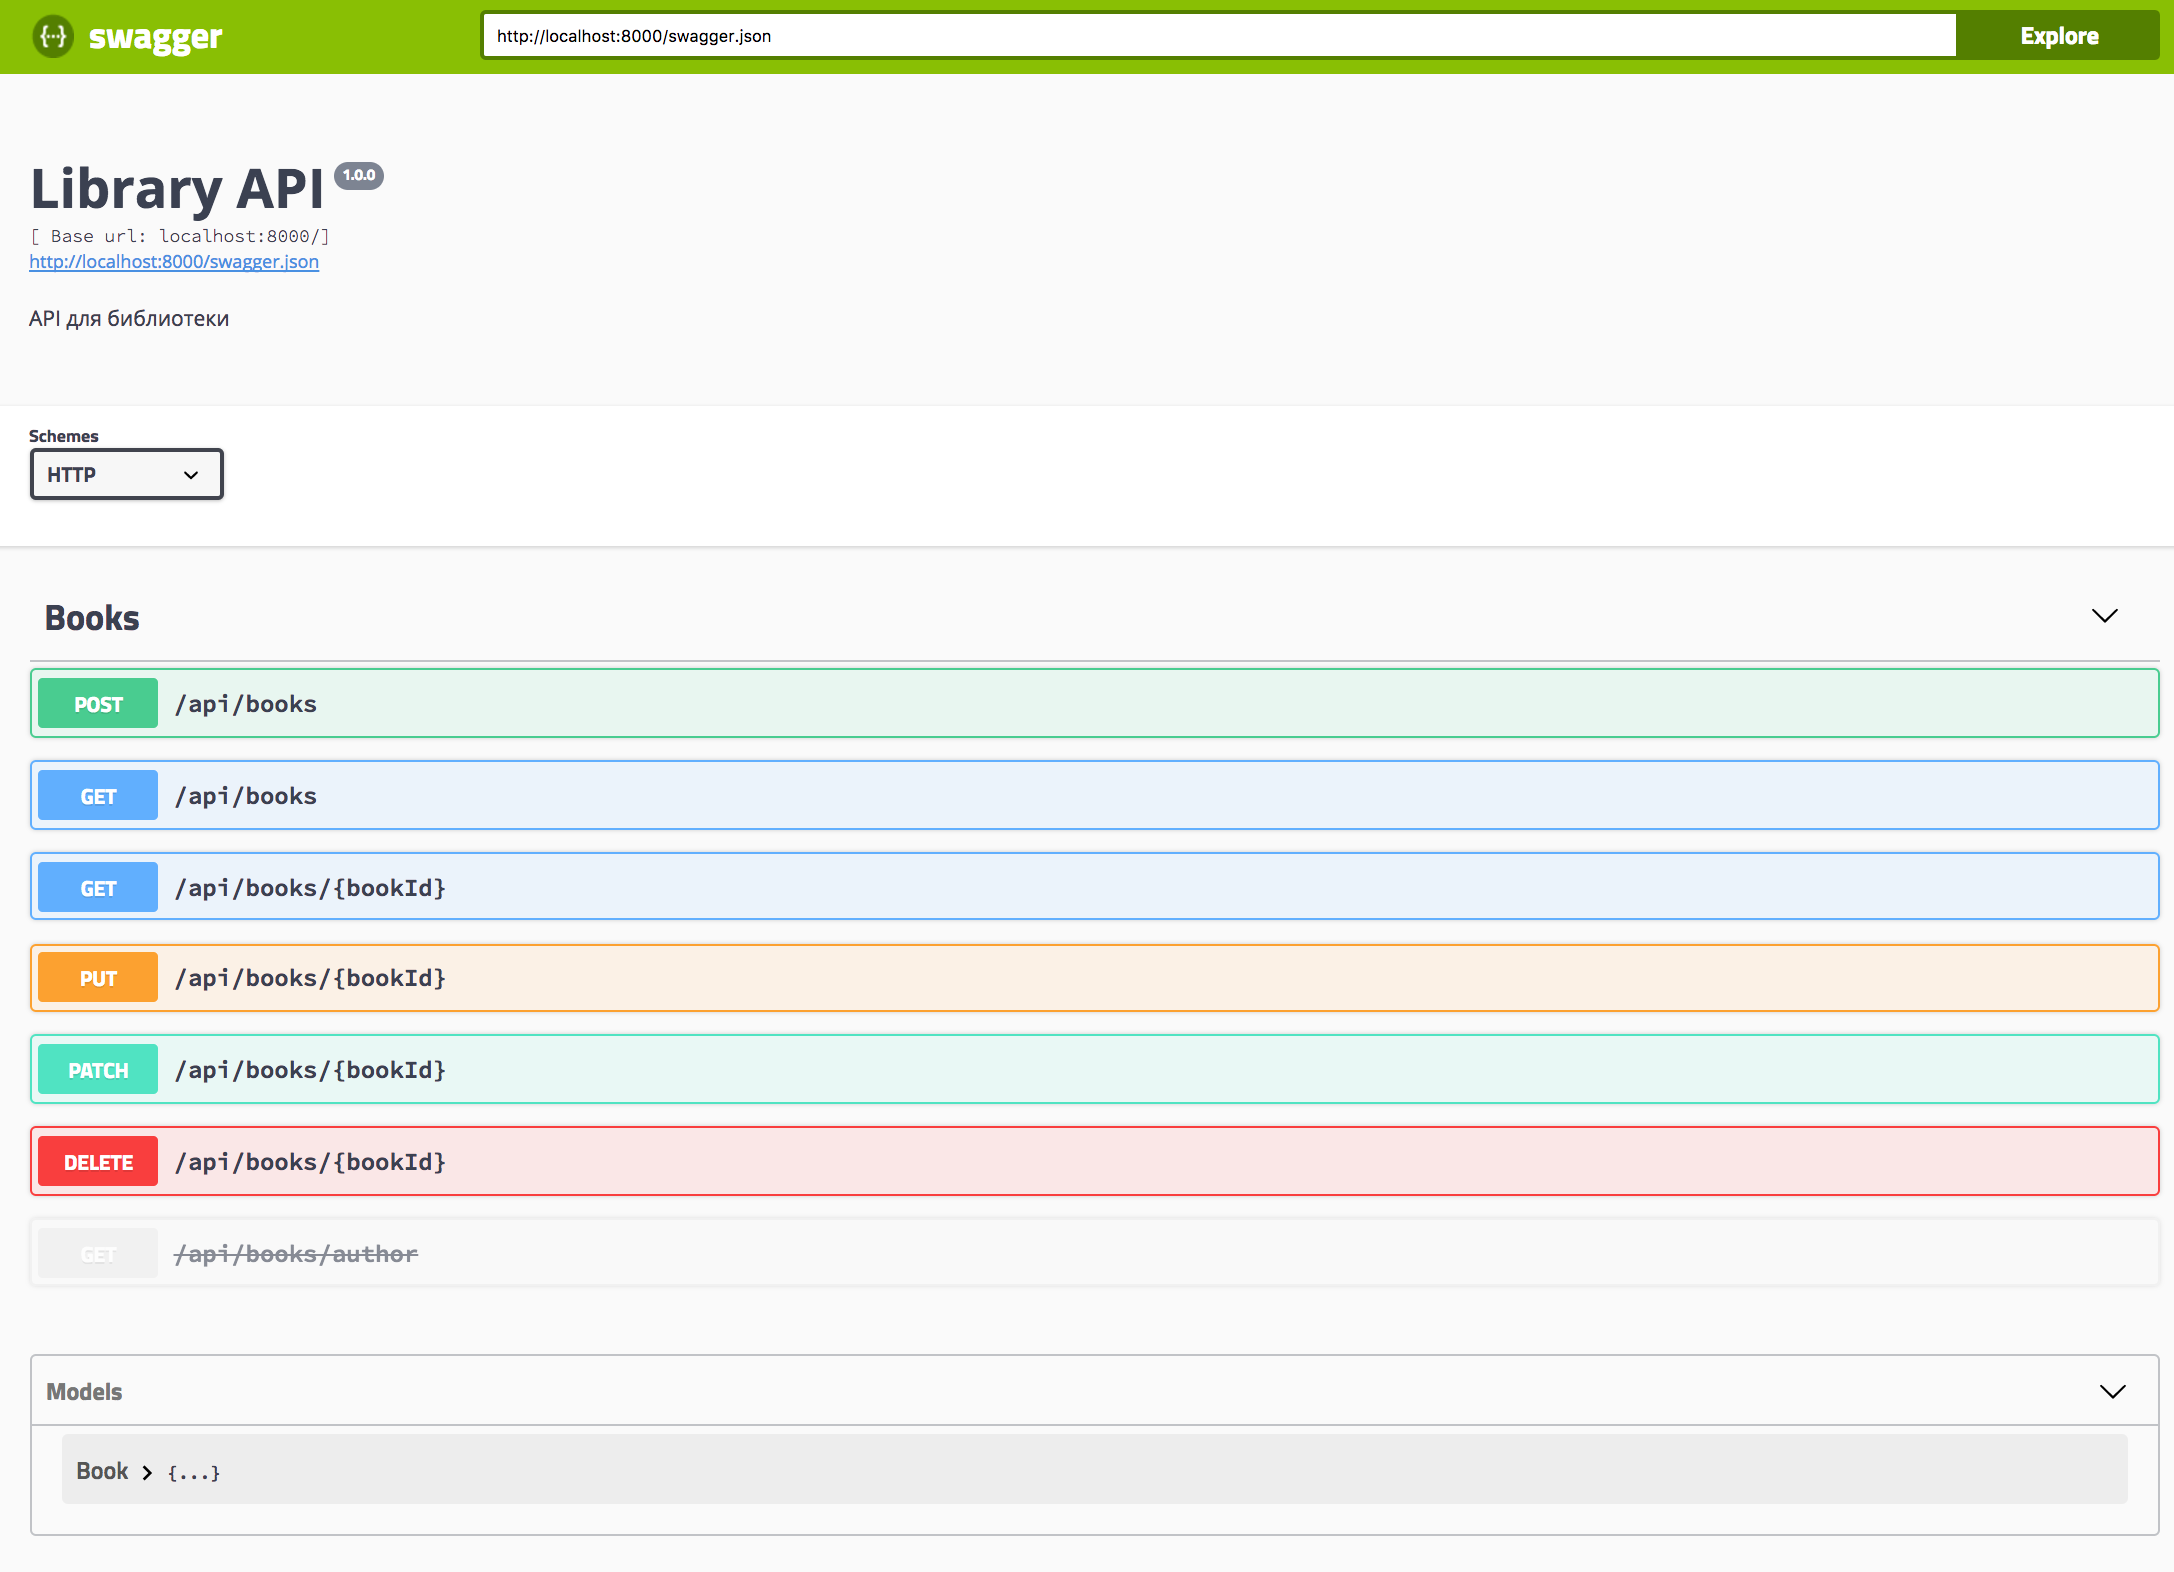 swagger
http://localhost:8000/swagger.json
Explore
Library API 1.0.0
[ Base url: localhost:8000/]
http://localhost:8000/swagger.json
API для библиотеки
Schemes
HTTP
Books
POST /api/books
GET /api/books
GET /api/books/{bookId}
PUT /api/books/{bookId}
PATCH /api/books/{bookId}
DELETE /api/books/{bookId}
GET /api/books/author
Models
Book > {...}